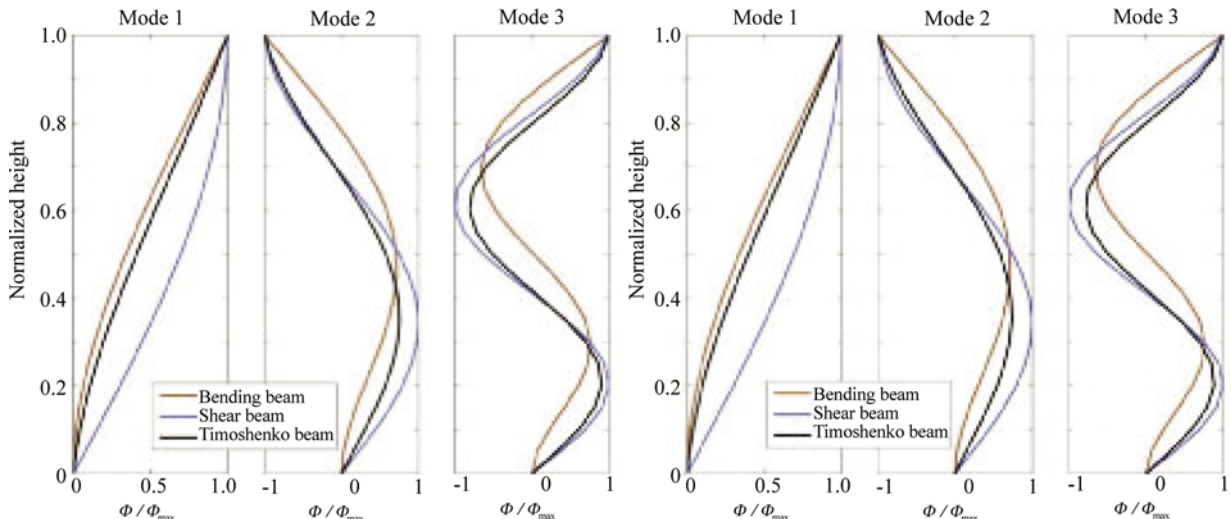 Mode 1 Mode 2 Mode 3 Mode 1 Mode 2 Mode 3
1.0 1.0
0.8 0.8
0.6 0.6
0.4 0.4
0.2 0.2
0 0
Normalized height
Normalized height
Bending beam
Shear beam
Timoshenko beam
Bending beam
Shear beam
Timoshenko beam
0 0.5 1.0 -1 0 1 -1 0 1 0 0.5 1.0 -1 0 1 -1 0 1
Φ / Φmax Φ / Φmax Φ / Φmax Φ / Φmax Φ / Φmax Φ / Φmax